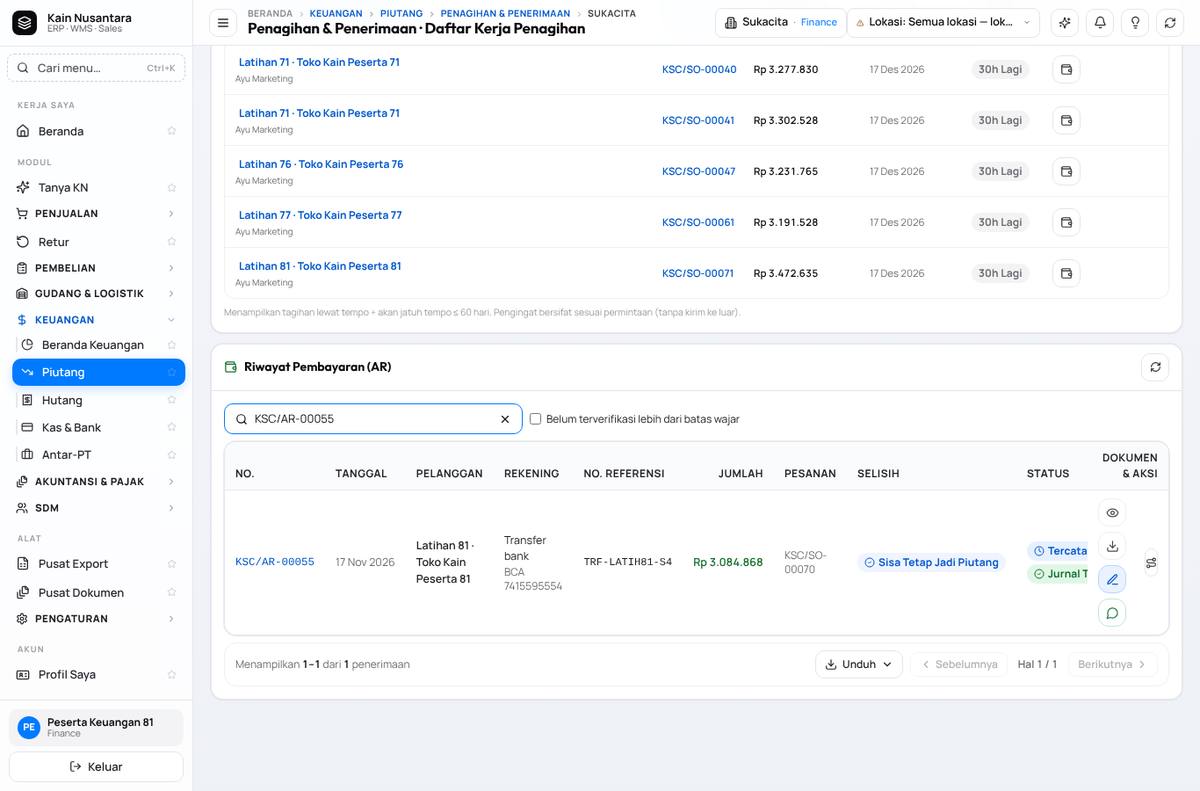 Kain Nusantara
ERP · WMS · Sales
Cari menu... Ctrl+K
KERJA SAYA
Beranda
MODUL
Tanya KN
PENJUALAN
Retur
PEMBELIAN
GUDANG & LOGISTIK
KEUANGAN
Beranda Keuangan
Piutang
Hutang
Kas & Bank
Antar-PT
AKUNTANSI & PAJAK
SDM
ALAT
Pusat Export
Pusat Dokumen
PENGATURAN
AKUN
Profil Saya
PE Peserta Keuangan 81
Finance
Keluar
BERANDA > KEUANGAN > PIUTANG > PENAGIHAN & PENERIMAAN > SUKACITA
Penagihan & Penerimaan · Daftar Kerja Penagihan
Sukacita · Finance
Lokasi: Semua lokasi — lok...
Latihan 71 · Toko Kain Peserta 71 KSC/SO-00040 Rp 3.277.830 17 Des 2026 30h Lagi
Ayu Marketing
Latihan 71 · Toko Kain Peserta 71 KSC/SO-00041 Rp 3.302.528 17 Des 2026 30h Lagi
Ayu Marketing
Latihan 76 · Toko Kain Peserta 76 KSC/SO-00047 Rp 3.231.765 17 Des 2026 30h Lagi
Ayu Marketing
Latihan 77 · Toko Kain Peserta 77 KSC/SO-00061 Rp 3.191.528 17 Des 2026 30h Lagi
Ayu Marketing
Latihan 81 · Toko Kain Peserta 81 KSC/SO-00071 Rp 3.472.635 17 Des 2026 30h Lagi
Ayu Marketing
Menampilkan tagihan lewat tempo + akan jatuh tempo ≤ 60 hari. Pengingat bersifat sesuai permintaan (tanpa kirim ke luar).
Riwayat Pembayaran (AR)
KSC/AR-00055
Belum terverifikasi lebih dari batas wajar
NO. TANGGAL PELANGGAN REKENING NO. REFERENSI JUMLAH PESANAN SELISIH STATUS DOKUMEN
& AKSI
KSC/AR-00055
17 Nov 2026
Latihan 81 ·
Toko Kain
Peserta 81
Transfer
bank
BCA
7415595554
TRF-LATIH81-S4
Rp 3.084.868
KSC/SO-
00070
Sisa Tetap Jadi Piutang
Tercata
Jurnal T
Menampilkan 1–1 dari 1 penerimaan
Unduh
Sebelumnya
Hal 1 / 1
Berikutnya